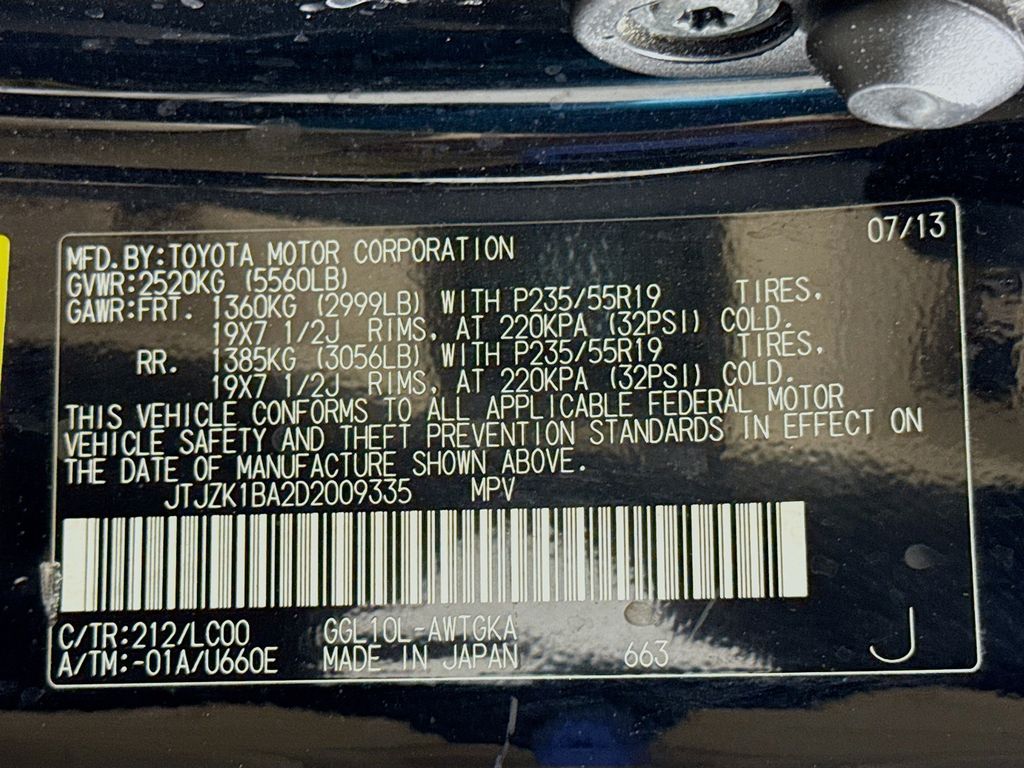 07/13
MFD.BY:TOYOTA MOTOR CORPORATION
GVWR:2520KG (5560LB)
GAWR:FRT. 1360KG (2999LB) WITH P235/55R19 TIRES,
19X7 1/2J RIMS, AT 220KPA (32PSI) COLD.
RR. 1385KG (3056LB) WITH P235/55R19 TIRES,
19X7 1/2J RIMS, AT 220KPA (32PSI) COLD.
THIS VEHICLE CONFORMS TO ALL APPLICABLE FEDERAL MOTOR
VEHICLE SAFETY AND THEFT PREVENTION STANDARDS IN EFFECT ON
THE DATE OF MANUFACTURE SHOWN ABOVE.
JTJZK1BA2D2009335 MPV
C/TR:212/LC00 GGL10L-AWTGKA
A/TM:-01A/U660E MADE IN JAPAN 663 J